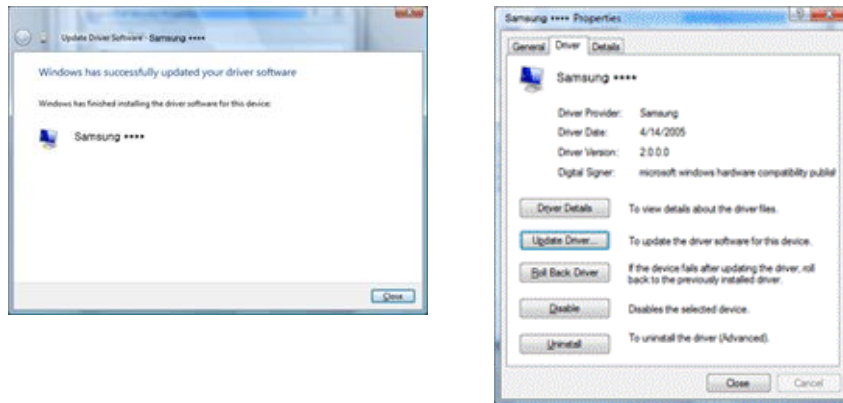 Update Driver Software - Samsung ****
Windows has successfully updated your driver software
Windows has finished installing the driver software for this device:
Samsung ****
Close
Samsung **** Properties
General Driver Details
Samsung ****
Driver Provider: Samsung
Driver Date: 4/14/2005
Driver Version: 2.0.0.0
Digital Signer: microsoft windows hardware compatibility publis
Driver Details To view details about the driver files.
Update Driver... To update the driver software for this device.
Roll Back Driver If the device fails after updating the driver, roll
back to the previously installed driver.
Disable Disables the selected device.
Uninstall To uninstall the driver (Advanced).
Close Cancel